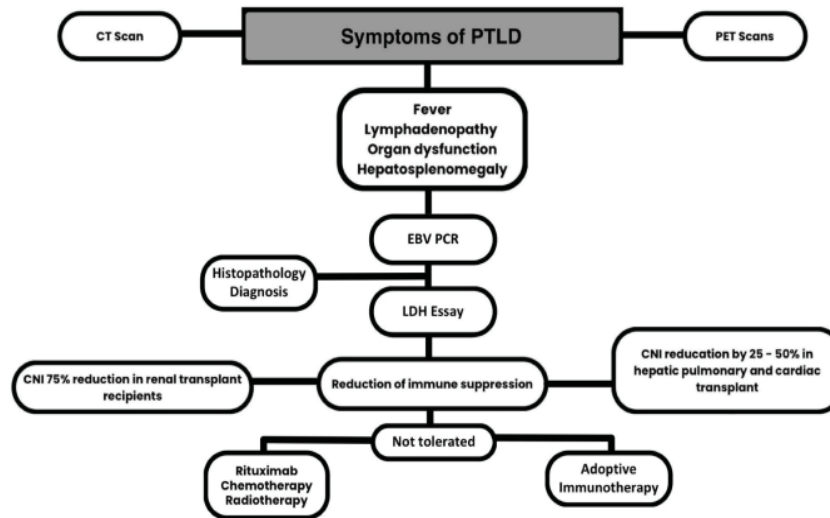 CT Scan
Symptoms of PTLD
PET Scans
Fever
Lymphadenopathy
Organ dysfunction
Hepatosplenomegaly
EBV PCR
Histopathology
Diagnosis
LDH Essay
CNI 75% reduction in renal transplant
recipients
Reduction of immune suppression
CNI reducation by 25 - 50% in
hepatic pulmonary and cardiac
transplant
Not tolerated
Rituximab
Chemotherapy
Radiotherapy
Adoptive
Immunotherapy